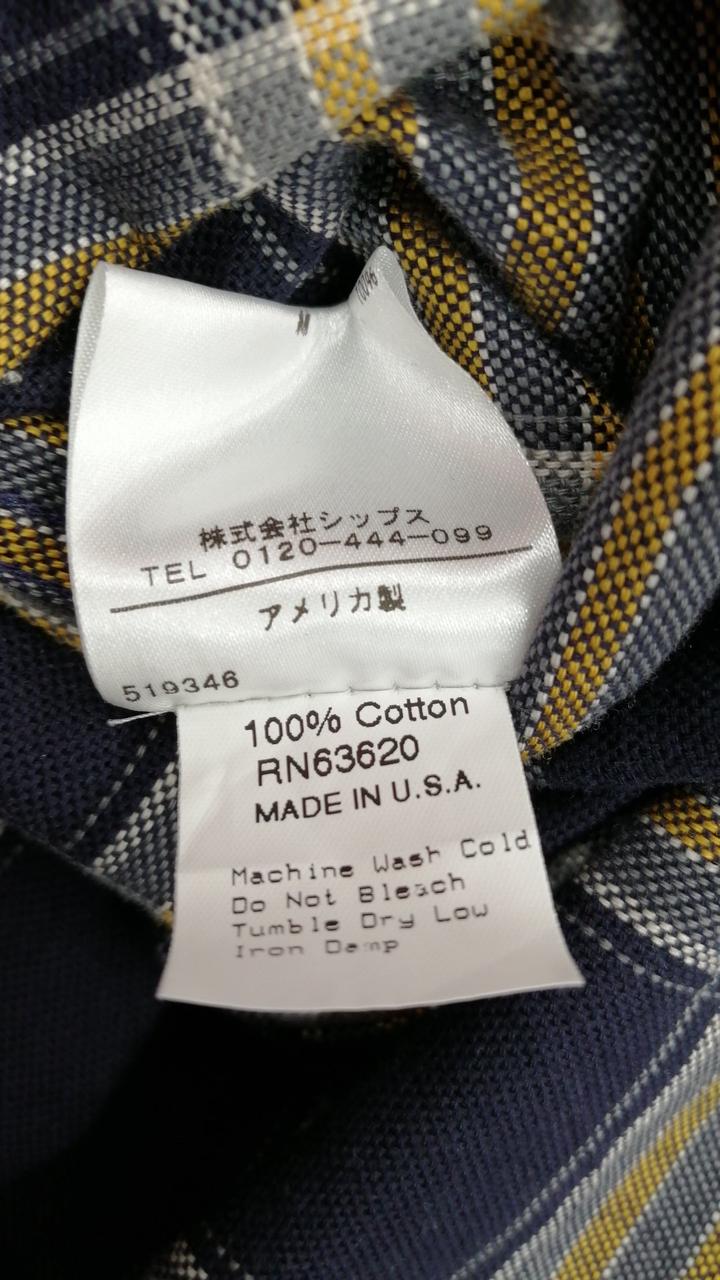 株式会社シップス
TEL 0120-444-099
アメリカ製
519346
100% Cotton
RN63620
MADE IN U.S.A.
Machine Wash Cold
Do Not Bleach
Tumble Dry Low
Iron Damp